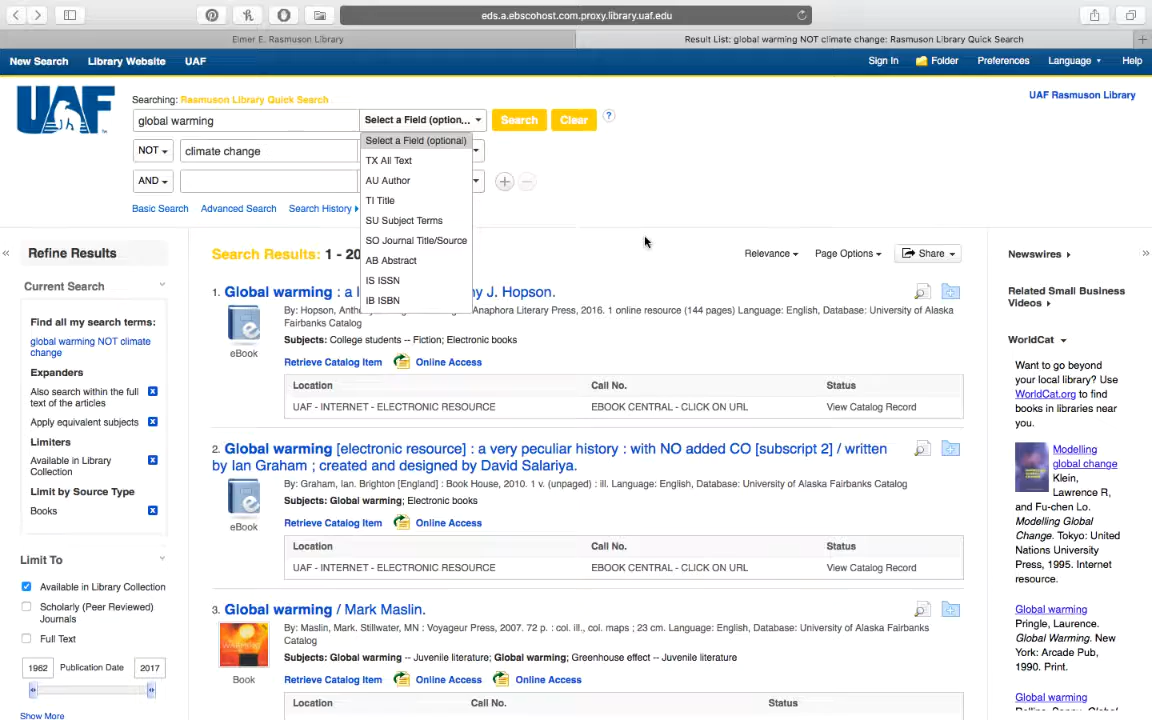 eds.a.ebscohost.com.proxy.library.uaf.edu
Elmer E. Rasmuson Library
Result List: global warming NOT climate change: Rasmuson Library Quick Search
New Search Library Website UAF
Sign In Folder Preferences Language Help
UAF
Searching: Rasmuson Library Quick Search
UAF Rasmuson Library
global warming
Select a Field (option...
Search
Clear
?
NOT
climate change
AND
Select a Field (optional)
TX All Text
AU Author
TI Title
SU Subject Terms
SO Journal Title/Source
AB Abstract
IS ISSN
IB ISBN
Basic Search Advanced Search Search History
« Refine Results
Current Search
Find all my search terms:
global warming NOT climate
change
Expanders
Also search within the full
text of the articles
Apply equivalent subjects
Limiters
Available in Library
Collection
Limit by Source Type
Books
Limit To
Available in Library Collection
Scholarly (Peer Reviewed)
Journals
Full Text
1962 Publication Date 2017
Show More
Search Results: 1 - 20
Relevance Page Options Share
1. Global warming : a y J. Hopson.
By: Hopson, Anth Anaphora Literary Press, 2016. 1 online resource (144 pages) Language: English, Database: University of Alaska
Fairbanks Catalog
Subjects: College students -- Fiction; Electronic books
eBook
Retrieve Catalog Item Online Access
Location Call No. Status
UAF - INTERNET - ELECTRONIC RESOURCE EBOOK CENTRAL - CLICK ON URL View Catalog Record
2. Global warming [electronic resource] : a very peculiar history : with NO added CO [subscript 2] / written
by Ian Graham ; created and designed by David Salariya.
By: Graham, Ian. Brighton [England] : Book House, 2010. 1 v. (unpaged) : ill. Language: English, Database: University of Alaska Fairbanks Catalog
Subjects: Global warming; Electronic books
eBook
Retrieve Catalog Item Online Access
Location Call No. Status
UAF - INTERNET - ELECTRONIC RESOURCE EBOOK CENTRAL - CLICK ON URL View Catalog Record
3. Global warming / Mark Maslin.
By: Maslin, Mark. Stillwater, MN : Voyageur Press, 2007. 72 p. : col. ill., col. maps ; 23 cm. Language: English, Database: University of Alaska Fairbanks
Catalog
Subjects: Global warming -- Juvenile literature; Global warming; Greenhouse effect -- Juvenile literature
Book
Retrieve Catalog Item Online Access Online Access
Location Call No. Status
Newswires »
Related Small Business
Videos
WorldCat
Want to go beyond
your local library? Use
WorldCat.org to find
books in libraries near
you.
Modelling
global change
Klein,
Lawrence R,
and Fu-chen Lo.
Modelling Global
Change. Tokyo: United
Nations University
Press, 1995. Internet
resource.
Global warming
Pringle, Laurence.
Global Warming. New
York: Arcade Pub,
1990. Print.
Global warming